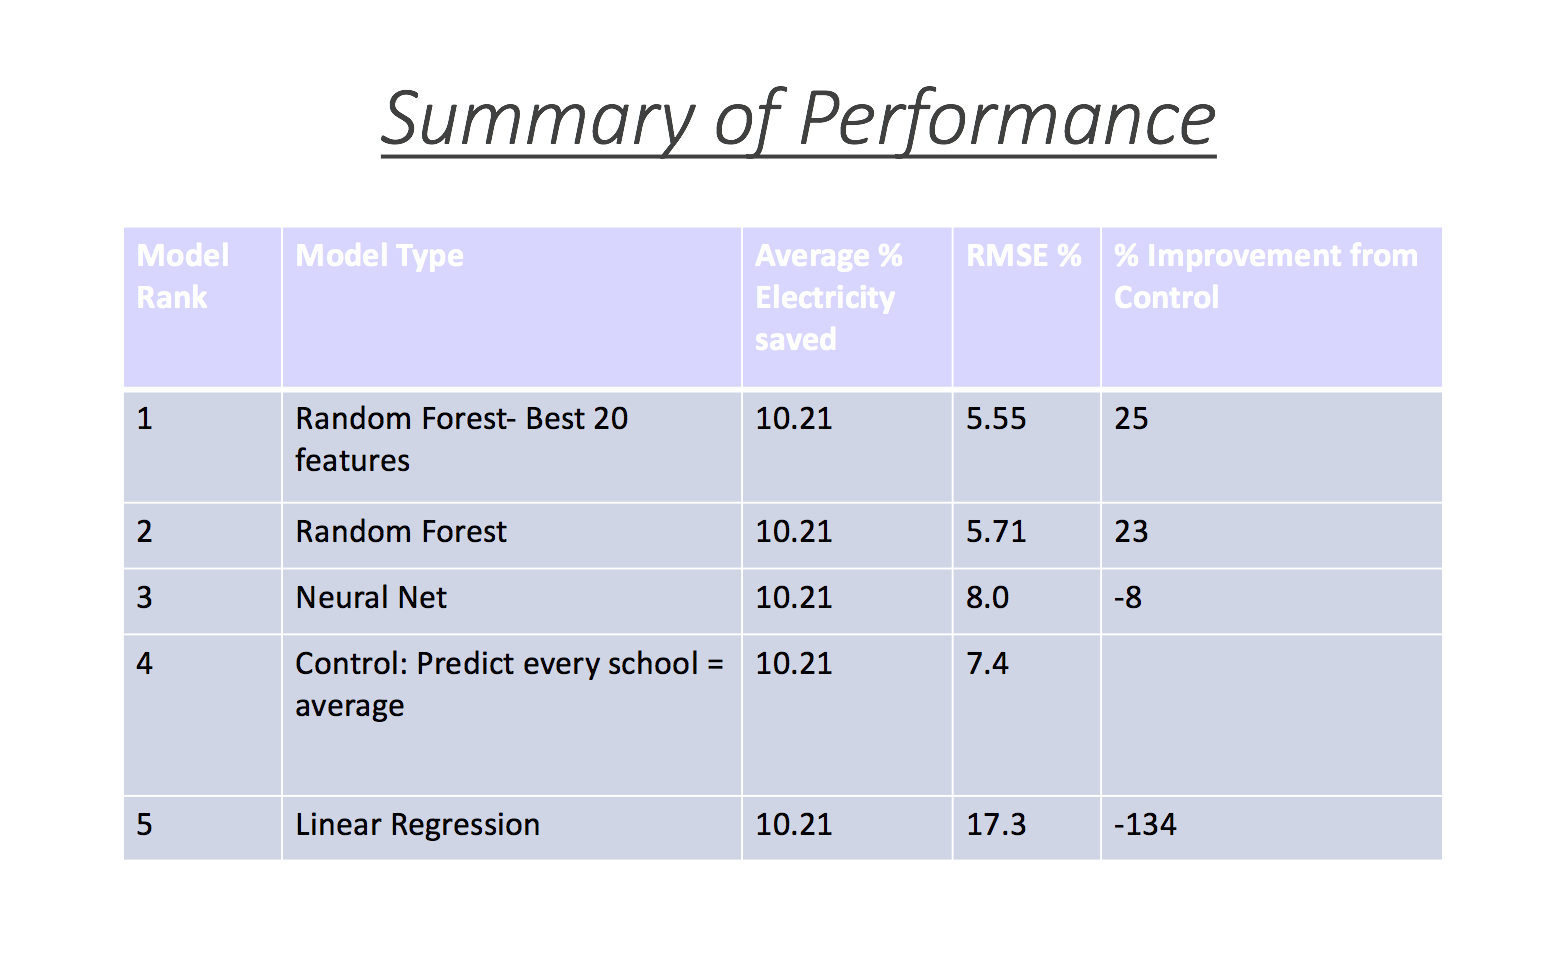 Summary of Performance
Model Rank
Model Type
Average % Electricity saved
RMSE %
% Improvement from Control
1
Random Forest- Best 20 features
10.21
5.55
25
2
Random Forest
10.21
5.71
23
3
Neural Net
10.21
8.0
-8
4
Control: Predict every school = average
10.21
7.4
5
Linear Regression
10.21
17.3
-134